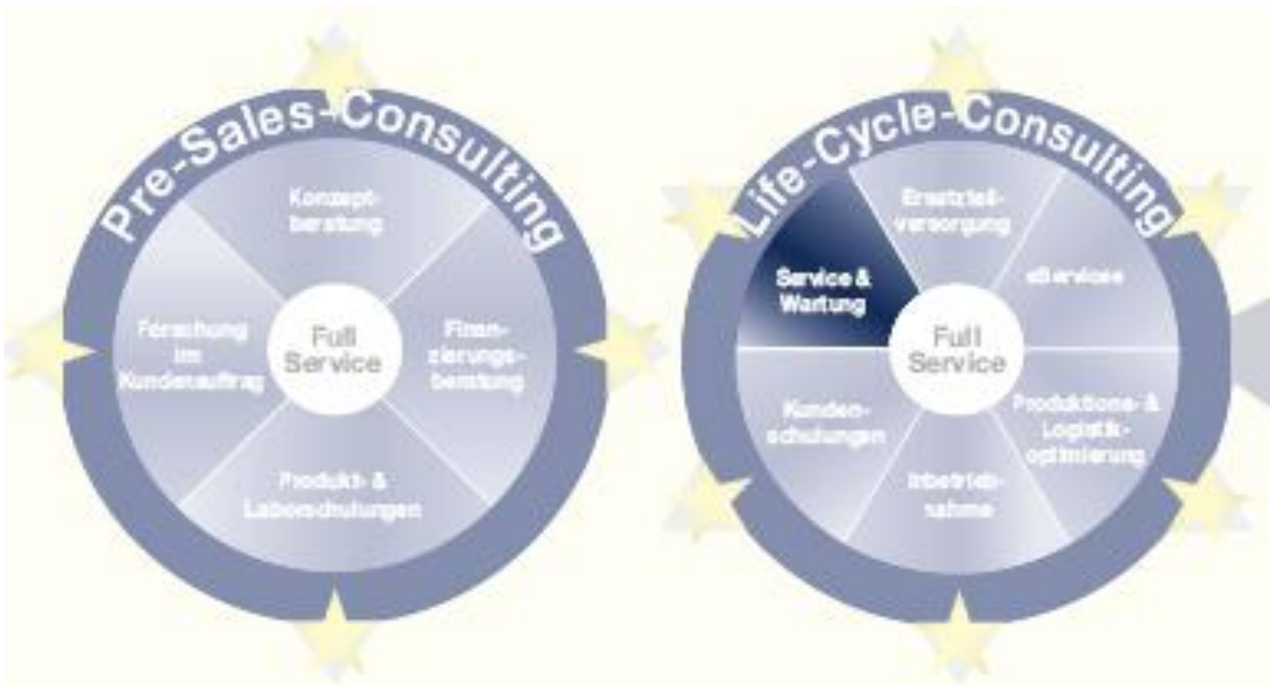 Pre-Sales-Consulting
Konzept-
beratung
Finan-
zierungs-
beratung
Produkt- &
Laborschulungen
Forschung
im
Kundenauftrag
Full
Service
Life-Cycle-Consulting
Ersatzteil-
versorgung
eServices
Produktions- &
Logistik-
optimierung
Inbetrieb-
nahme
Kunden-
schulungen
Service &
Wartung
Full
Service